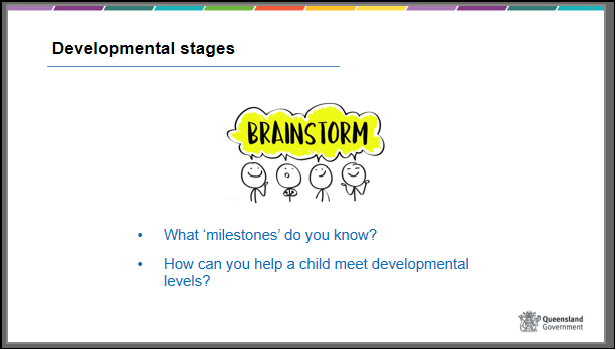 Developmental stages
BRAINSTORM
• What ‘milestones’ do you know?
• How can you help a child meet developmental
levels?
Queensland
Government